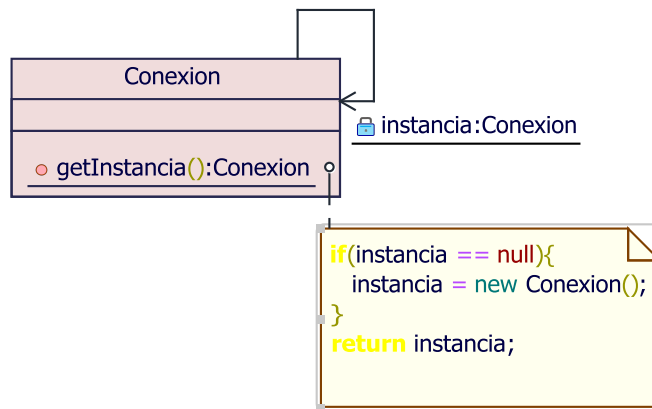 Conexion
instancia:Conexion
getInstancia():Conexion
if(instancia == null){
instancia = new Conexion();
}
return instancia;